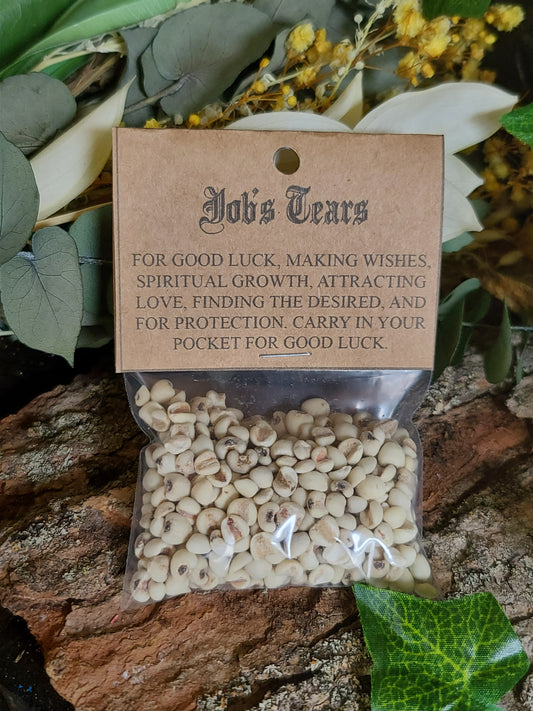 Job's Tears
FOR GOOD LUCK, MAKING WISHES,
SPIRITUAL GROWTH, ATTRACTING
LOVE, FINDING THE DESIRED, AND
FOR PROTECTION. CARRY IN YOUR
POCKET FOR GOOD LUCK.